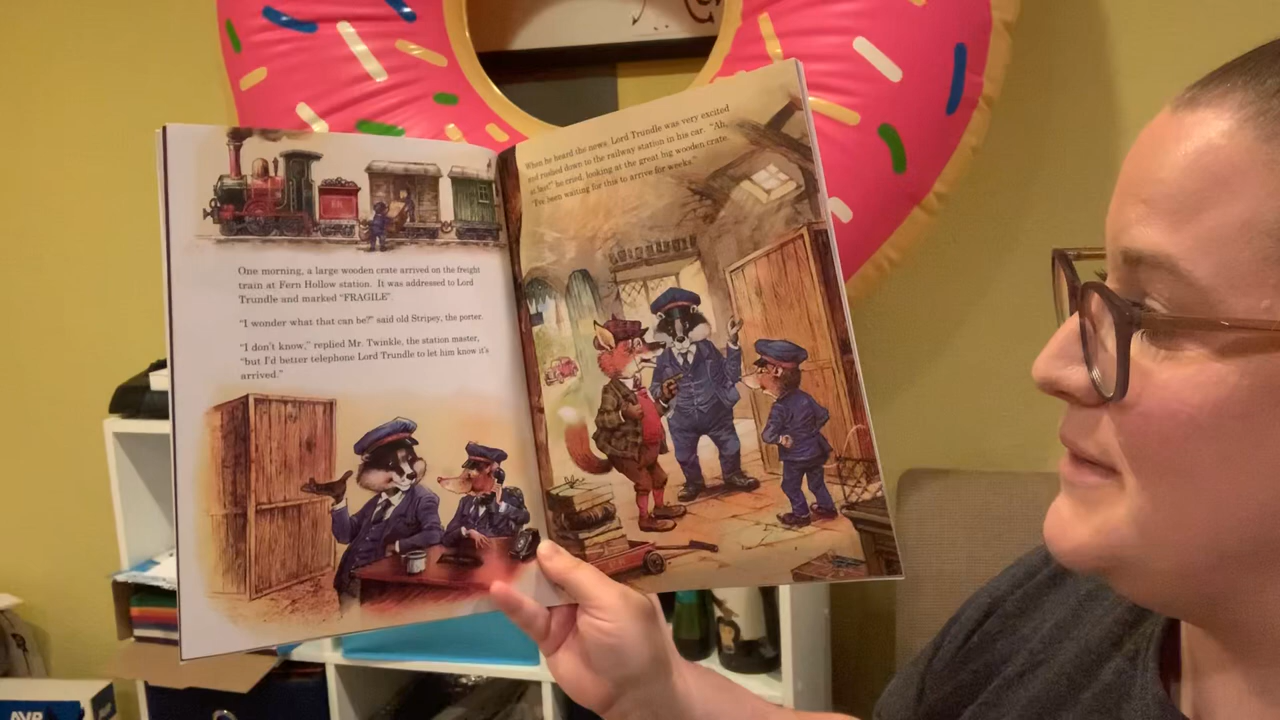 One morning, a large wooden crate arrived on the freight
train at Fern Hollow station. It was addressed to Lord
Trundle and marked "FRAGILE".
"I wonder what that can be?" said old Stripey, the porter.
"I don't know," replied Mr. Twinkle, the station master,
"but I'd better telephone Lord Trundle to let him know it's
arrived."
When he heard the news, Lord Trundle was very excited
and rushed down to the railway station in his car. "Ah,
at last!" he cried, looking at the great big wooden crate.
"I've been waiting for this to arrive for weeks."